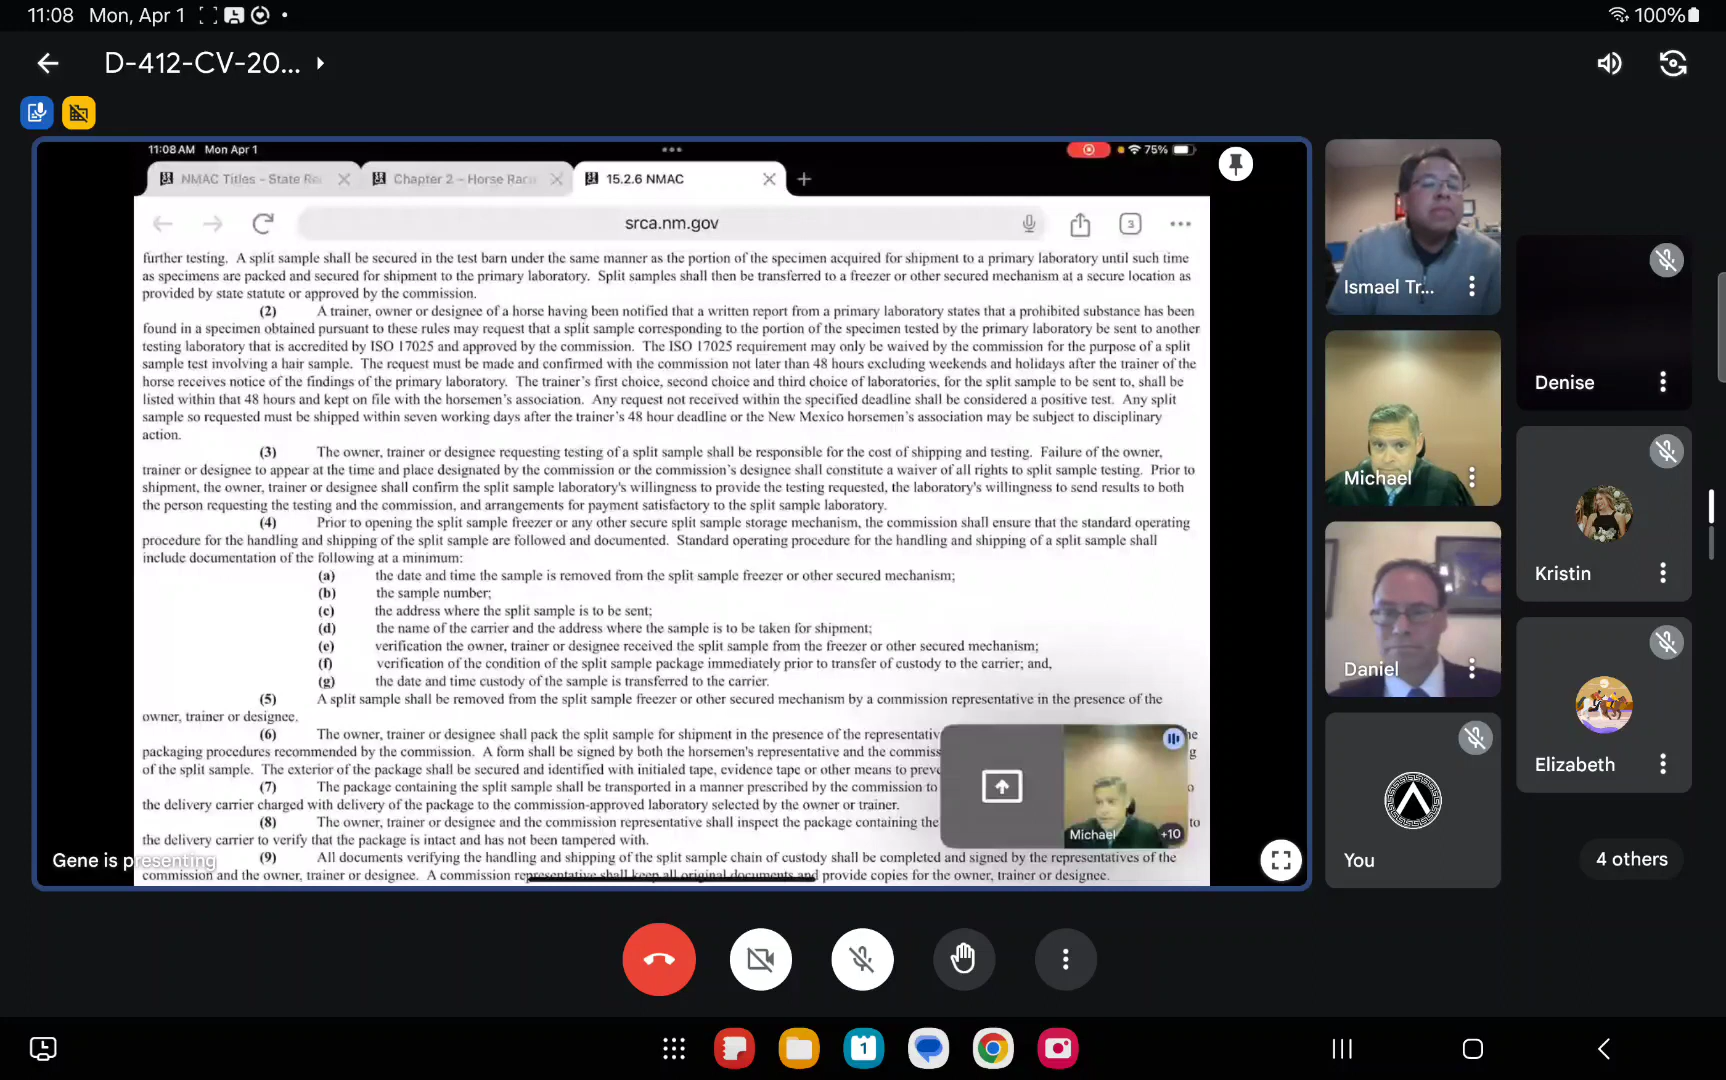 11:08 Mon, Apr 1
100%
D-412-CV-20...
11:08 AM Mon Apr 1
75%
NMAC Titles - State Re
Chapter 2 – Horse Rac
15.2.6 NMAC
srca.nm.gov
3
further testing. A split sample shall be secured in the test barn under the same manner as the portion of the specimen acquired for shipment to a primary laboratory until such time
as specimens are packed and secured for shipment to the primary laboratory. Split samples shall then be transferred to a freezer or other secured mechanism at a secure location as
provided by state statute or approved by the commission.
(2) A trainer, owner or designee of a horse having been notified that a written report from a primary laboratory states that a prohibited substance has been
found in a specimen obtained pursuant to these rules may request that a split sample corresponding to the portion of the specimen tested by the primary laboratory be sent to another
testing laboratory that is accredited by ISO 17025 and approved by the commission. The ISO 17025 requirement may only be waived by the commission for the purpose of a split
sample test involving a hair sample. The request must be made and confirmed with the commission not later than 48 hours excluding weekends and holidays after the trainer of the
horse receives notice of the findings of the primary laboratory. The trainer's first choice, second choice and third choice of laboratories, for the split sample to be sent to, shall be
listed within that 48 hours and kept on file with the horsemen's association. Any request not received within the specified deadline shall be considered a positive test. Any split
sample so requested must be shipped within seven working days after the trainer's 48 hour deadline or the New Mexico horsemen's association may be subject to disciplinary
action.
(3) The owner, trainer or designee requesting testing of a split sample shall be responsible for the cost of shipping and testing. Failure of the owner,
trainer or designee to appear at the time and place designated by the commission or the commission's designee shall constitute a waiver of all rights to split sample testing. Prior to
shipment, the owner, trainer or designee shall confirm the split sample laboratory's willingness to provide the testing requested, the laboratory's willingness to send results to both
the person requesting the testing and the commission, and arrangements for payment satisfactory to the split sample laboratory.
(4) Prior to opening the split sample freezer or any other secure split sample storage mechanism, the commission shall ensure that the standard operating
procedure for the handling and shipping of the split sample are followed and documented. Standard operating procedure for the handling and shipping of a split sample shall
include documentation of the following at a minimum:
(a) the date and time the sample is removed from the split sample freezer or other secured mechanism;
(b) the sample number;
(c) the address where the split sample is to be sent;
(d) the name of the carrier and the address where the sample is to be taken for shipment;
(e) verification the owner, trainer or designee received the split sample from the freezer or other secured mechanism;
(f) verification of the condition of the split sample package immediately prior to transfer of custody to the carrier; and,
(g) the date and time custody of the sample is transferred to the carrier.
(5) A split sample shall be removed from the split sample freezer or other secured mechanism by a commission representative in the presence of the
owner, trainer or designee.
(6) The owner, trainer or designee shall pack the split sample for shipment in the presence of the representativ
packaging procedures recommended by the commission. A form shall be signed by both the horsemen's representative and the commiss
of the split sample. The exterior of the package shall be secured and identified with initialed tape, evidence tape or other means to preve
(7) The package containing the split sample shall be transported in a manner prescribed by the commission to
the delivery carrier charged with delivery of the package to the commission-approved laboratory selected by the owner or trainer.
(8) The owner, trainer or designee and the commission representative shall inspect the package containing the
to
the delivery carrier to verify that the package is intact and has not been tampered with.
(9) All documents verifying the handling and shipping of the split sample chain of custody shall be completed and signed by the representatives of the
commission and the owner, trainer or designee. A commission representative shall keep all original documents and provide copies for the owner, trainer or designee.
Michael
+10
Gene is presenting
Ismael Tr...
Michael
Daniel
You
Denise
Kristin
Elizabeth
4 others
1